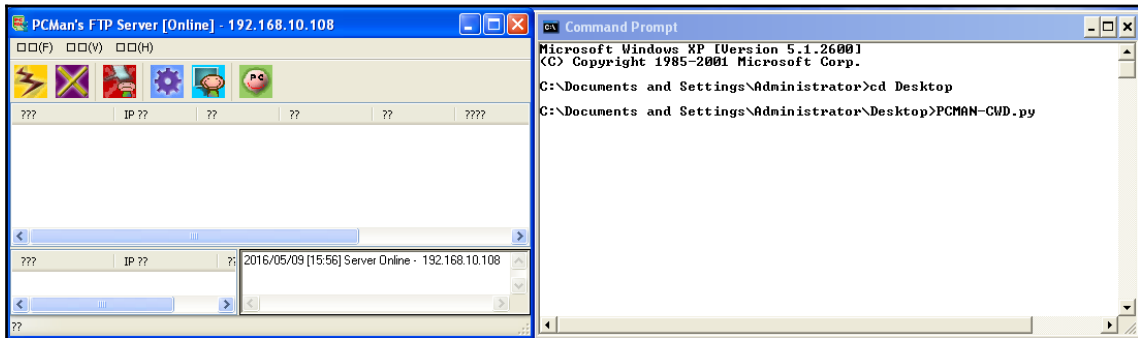 PCMan's FTP Server [Online] - 192.168.10.108
□□(F) □□(V) □□(H)
??? IP ?? ?? ?? ?? ????
??? IP ?? ??
2016/05/09 [15:56] Server Online - 192.168.10.108
??
Command Prompt
Microsoft Windows XP [Version 5.1.2600]
(C) Copyright 1985-2001 Microsoft Corp.
C:\Documents and Settings\Administrator>cd Desktop
C:\Documents and Settings\Administrator\Desktop>PCMAN-CWD.py